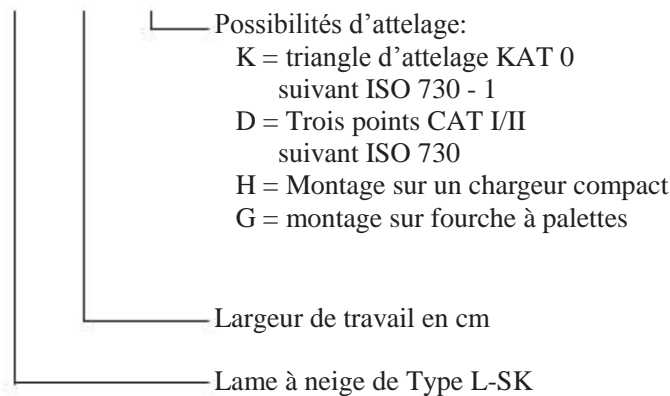 Possibilités d’attelage:
K = triangle d’attelage KAT 0
suivant ISO 730 - 1
D = Trois points CAT I/II
suivant ISO 730
H = Montage sur un chargeur compact
G = montage sur fourche à palettes
Largeur de travail en cm
Lame à neige de Type L-SK